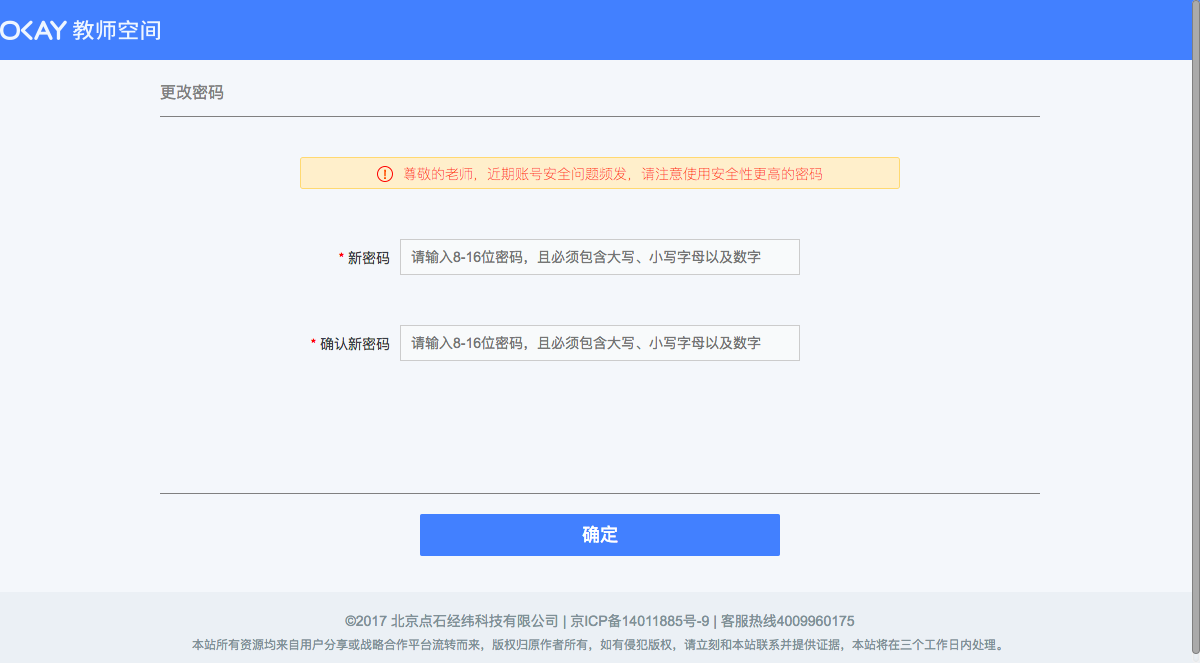 OKAY 教师空间
更改密码
尊敬的老师，近期账号安全问题频发，请注意使用安全性更高的密码
* 新密码 请输入8-16位密码，且必须包含大写、小写字母以及数字
* 确认新密码 请输入8-16位密码，且必须包含大写、小写字母以及数字
确定
©2017 北京点石经纬科技有限公司 | 京ICP备14011885号-9 | 客服热线4009960175
本站所有资源均来自用户分享或战略合作平台流转而来，版权归原作者所有，如有侵犯版权，请立刻和本站联系并提供证据，本站将在三个工作日内处理。